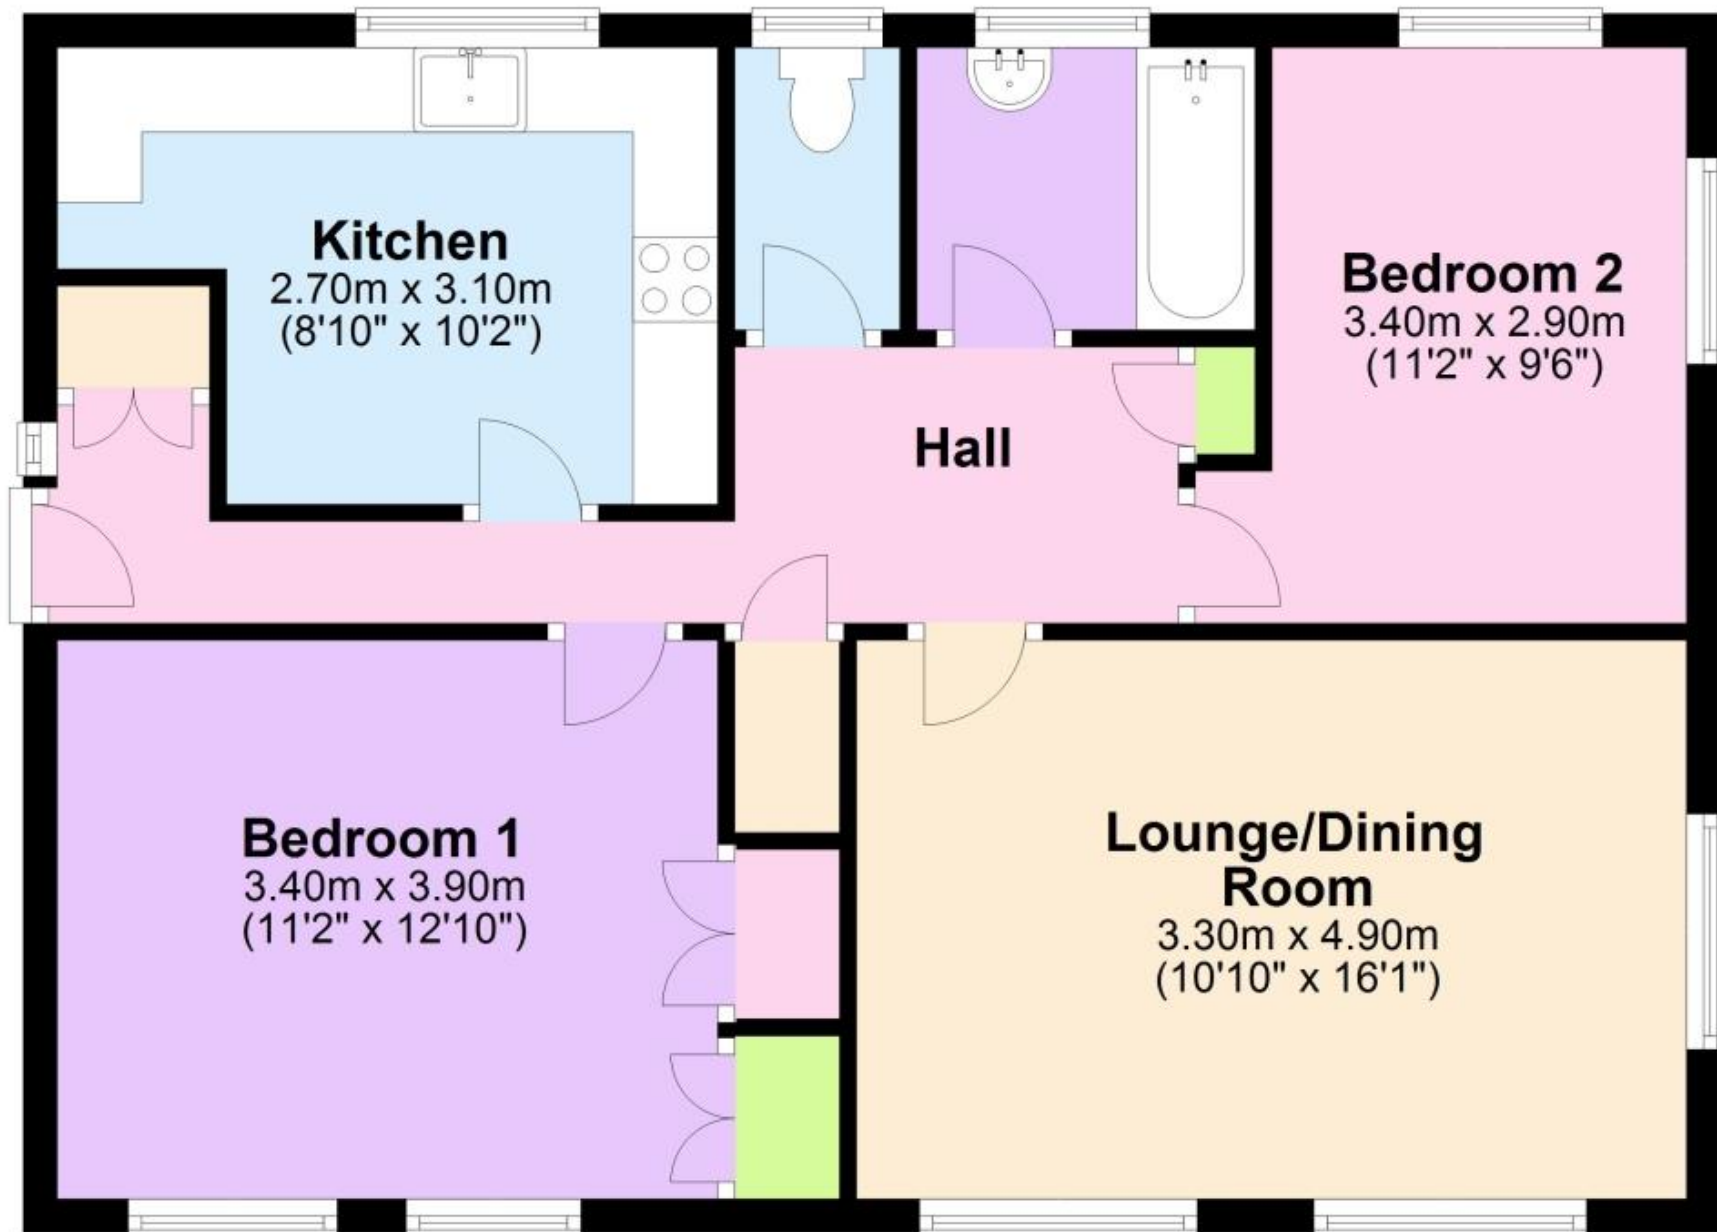 Kitchen
2.70m x 3.10m
(8'10" x 10'2")
Bedroom 2
3.40m x 2.90m
(11'2" x 9'6")
Hall
Bedroom 1
3.40m x 3.90m
(11'2" x 12'10")
Lounge/Dining
Room
3.30m x 4.90m
(10'10" x 16'1")